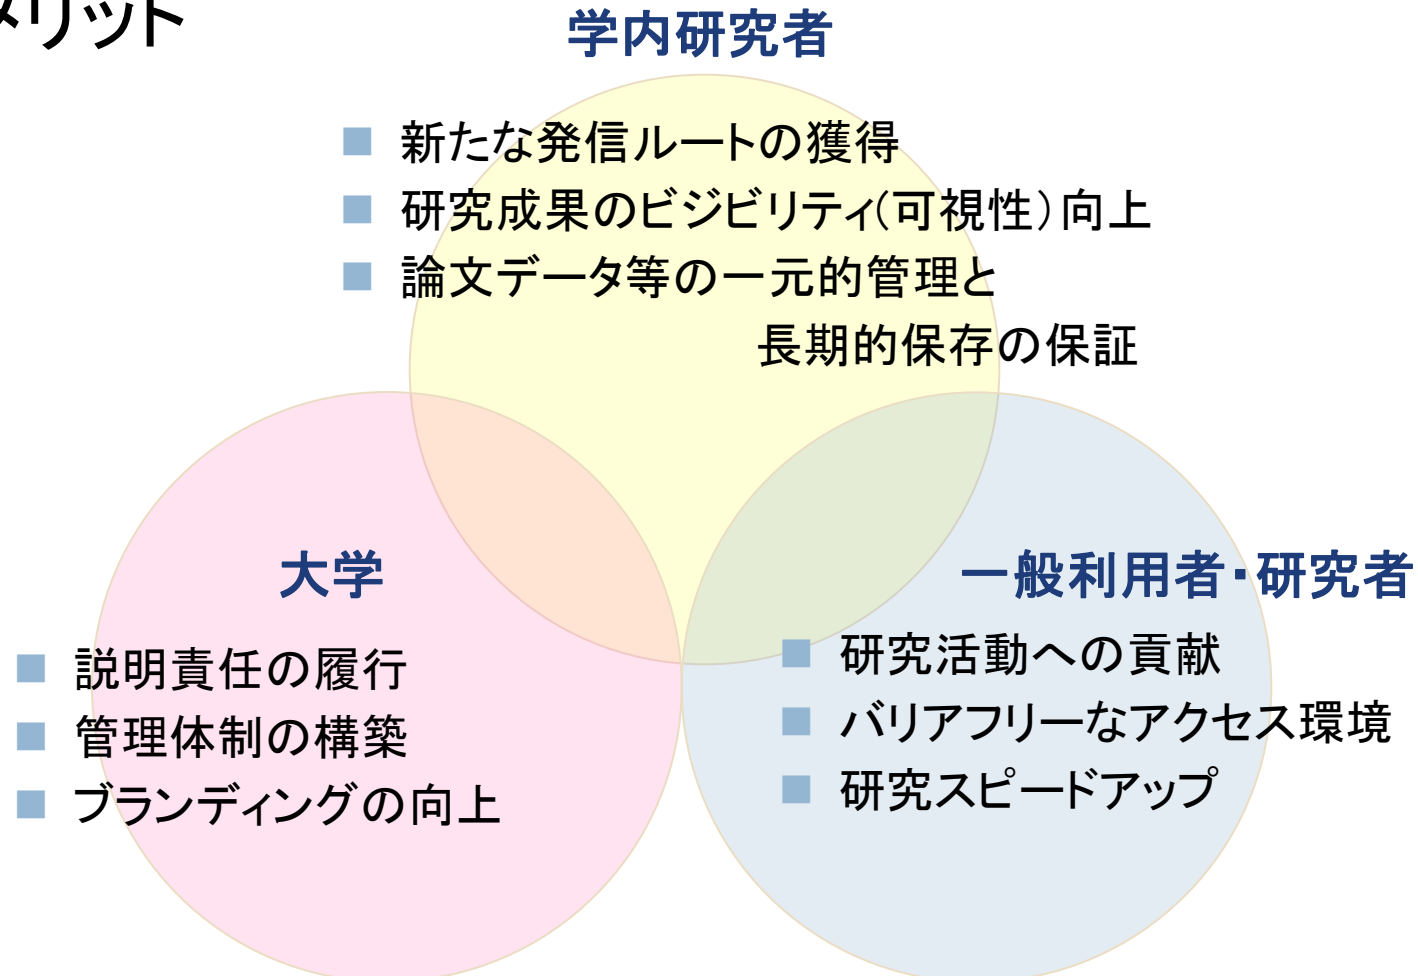 メリット
学内研究者
新たな発信ルートの獲得
研究成果のビジビリティ(可視性)向上
論文データ等の一元的管理と
長期的保存の保証
大学
説明責任の履行
管理体制の構築
ブランディングの向上
一般利用者・研究者
研究活動への貢献
バリアフリーなアクセス環境
研究スピードアップ